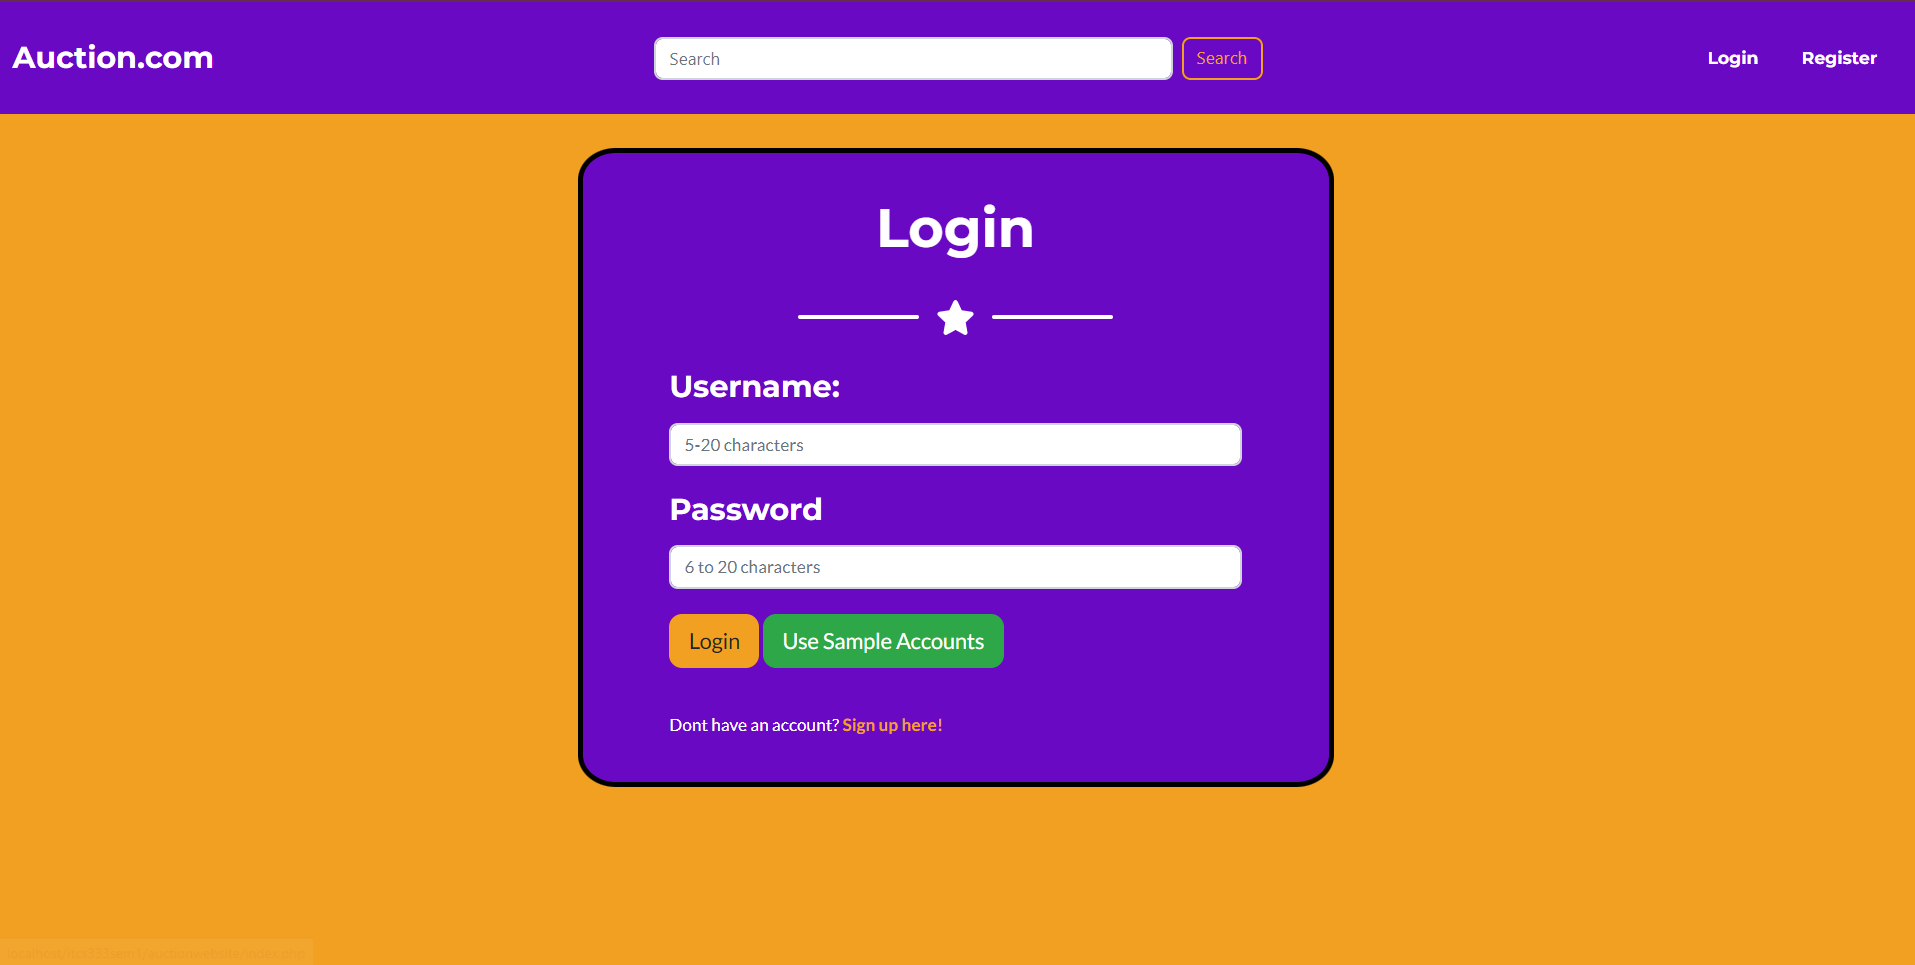 Auction.com
Search
Search
Login
Register
Login
Username:
5-20 characters
Password
6 to 20 characters
Login
Use Sample Accounts
Dont have an account? Sign up here!